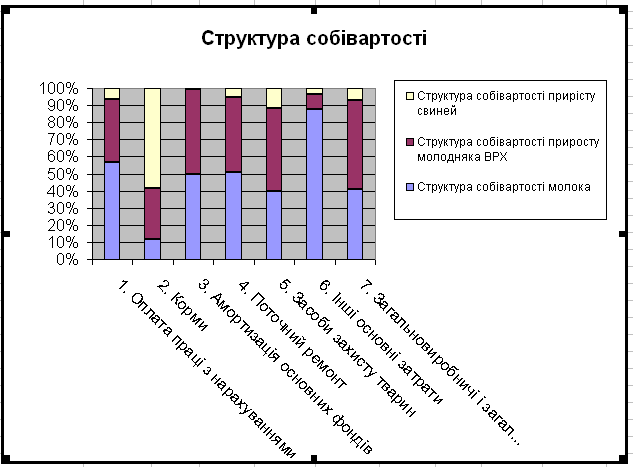 Структура собівартості
100%
90%
80%
70%
60%
50%
40%
30%
20%
10%
0%
1. Оплата праці з нарахуваннями
2. Корми
3. Амортизація основних фондів
4. Поточний ремонт
5. Засоби захисту тварин
6. Інші основні затрати
7. Загальновиробничі і загал...
Структура собівартості прирісту
свиней
Структура собівартості приросту
молодняка ВРХ
Структура собівартості молока